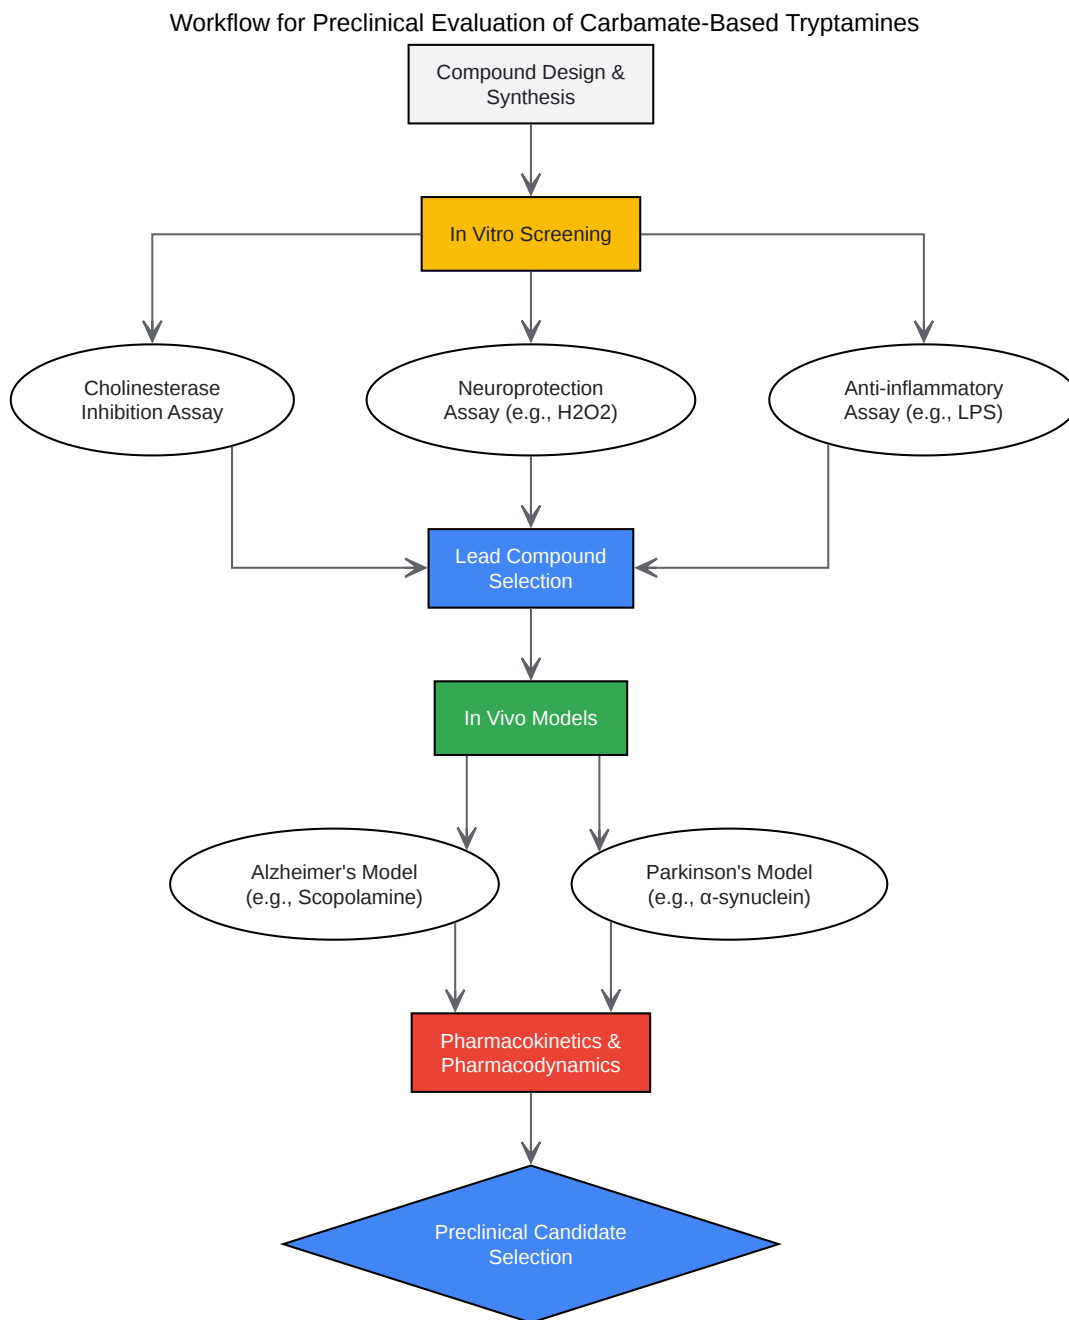 Workflow for Preclinical Evaluation of Carbamate-Based Tryptamines
Compound Design &
Synthesis
In Vitro Screening
Cholinesterase
Inhibition Assay
Neuroprotection
Assay (e.g., H2O2)
Anti-inflammatory
Assay (e.g., LPS)
Lead Compound
Selection
In Vivo Models
Alzheimer's Model
(e.g., Scopolamine)
Parkinson's Model
(e.g., α-synuclein)
Pharmacokinetics &
Pharmacodynamics
Preclinical Candidate
Selection